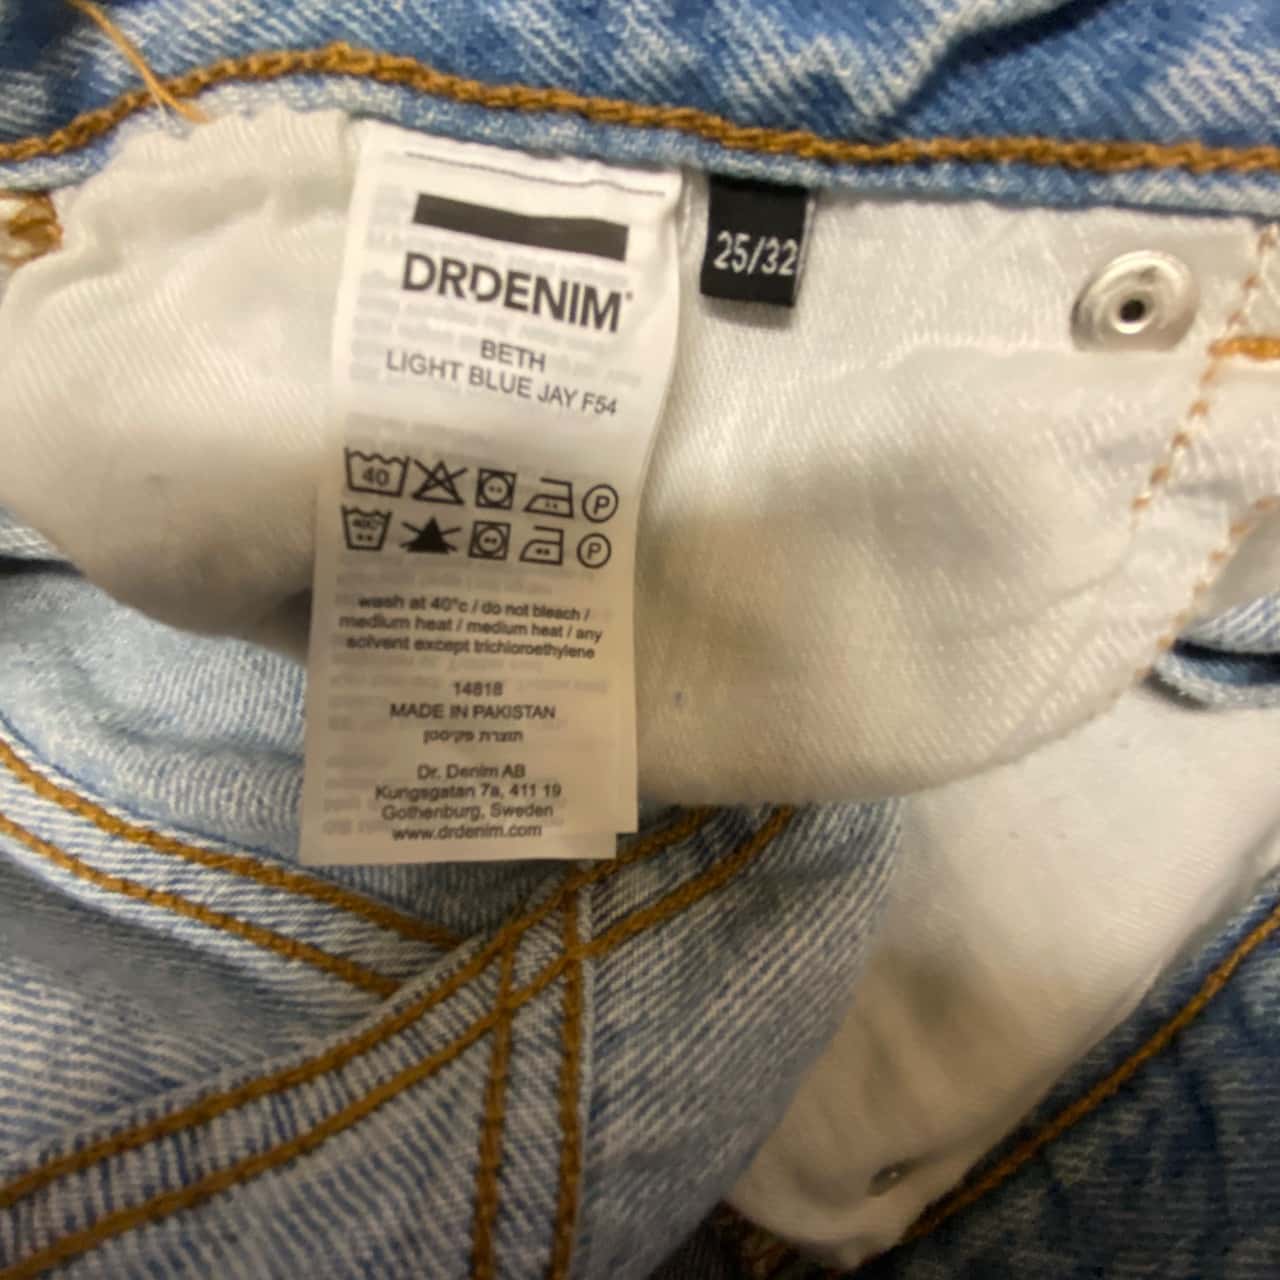 DRDENIM
25/32
BETH
LIGHT BLUE JAY F54
40
P
40C
P
wash at 40°c / do not bleach /
medium heat / medium heat / any
solvent except trichloroethylene
14818
MADE IN PAKISTAN
תוצרת פקיסטן
Dr. Denim AB
Kungsgatan 7a, 411 19
Gothenburg, Sweden
www.drdenim.com